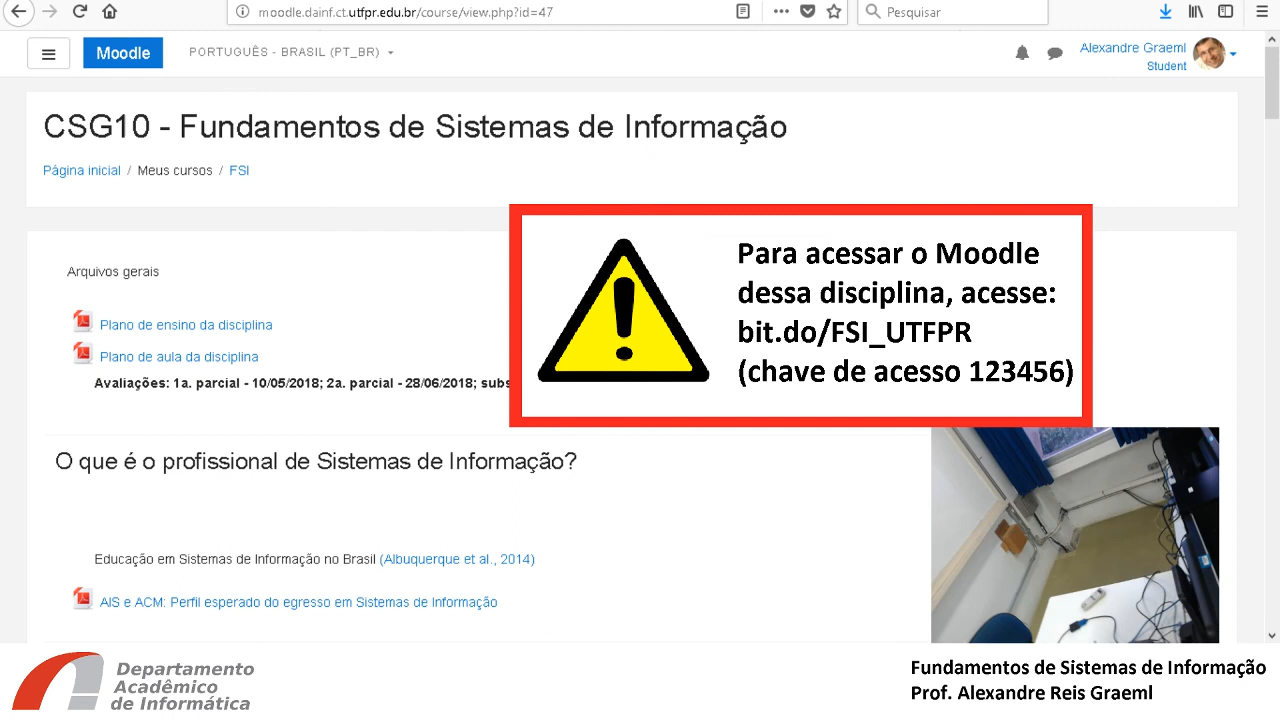 moodle.dainf.ct.utfpr.edu.br/course/view.php?id=47
Pesquisar
Moodle
PORTUGUÊS - BRASIL (PT_BR)
Alexandre Graeml
Student
CSG10 - Fundamentos de Sistemas de Informação
Página inicial / Meus cursos / FSI
Arquivos gerais
Plano de ensino da disciplina
Plano de aula da disciplina
Avaliações: 1a. parcial - 10/05/2018; 2a. parcial - 28/06/2018; subs
Para acessar o Moodle
dessa disciplina, acesse:
bit.do/FSI_UTFPR
(chave de acesso 123456)
O que é o profissional de Sistemas de Informação?
Educação em Sistemas de Informação no Brasil (Albuquerque et al., 2014)
AIS e ACM: Perfil esperado do egresso em Sistemas de Informação
Departamento
Acadêmico
de Informática
Fundamentos de Sistemas de Informação
Prof. Alexandre Reis Graeml